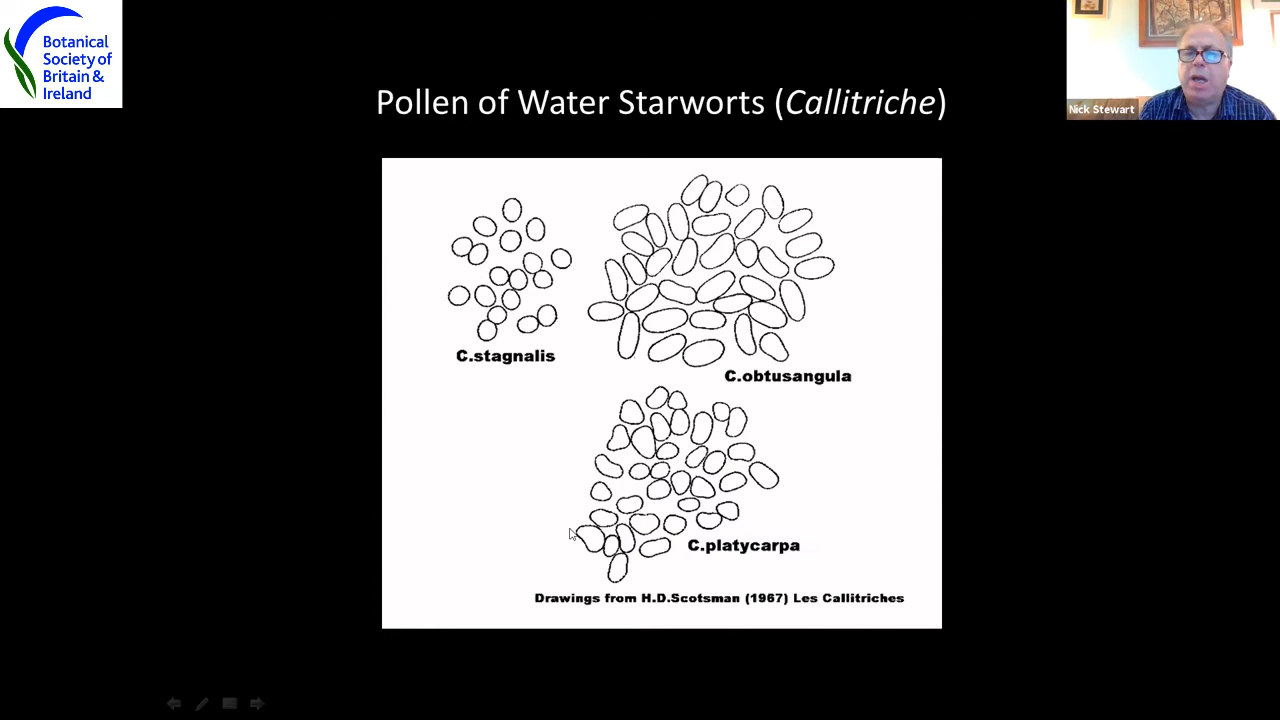 Botanical
Society of
Britain &
Ireland
Pollen of Water Starworts (Callitriche)
Nick Stewart
C.stagnalis
C.obtusangula
C.platycarpa
Drawings from H.D.Scotsman (1967) Les Callitriches